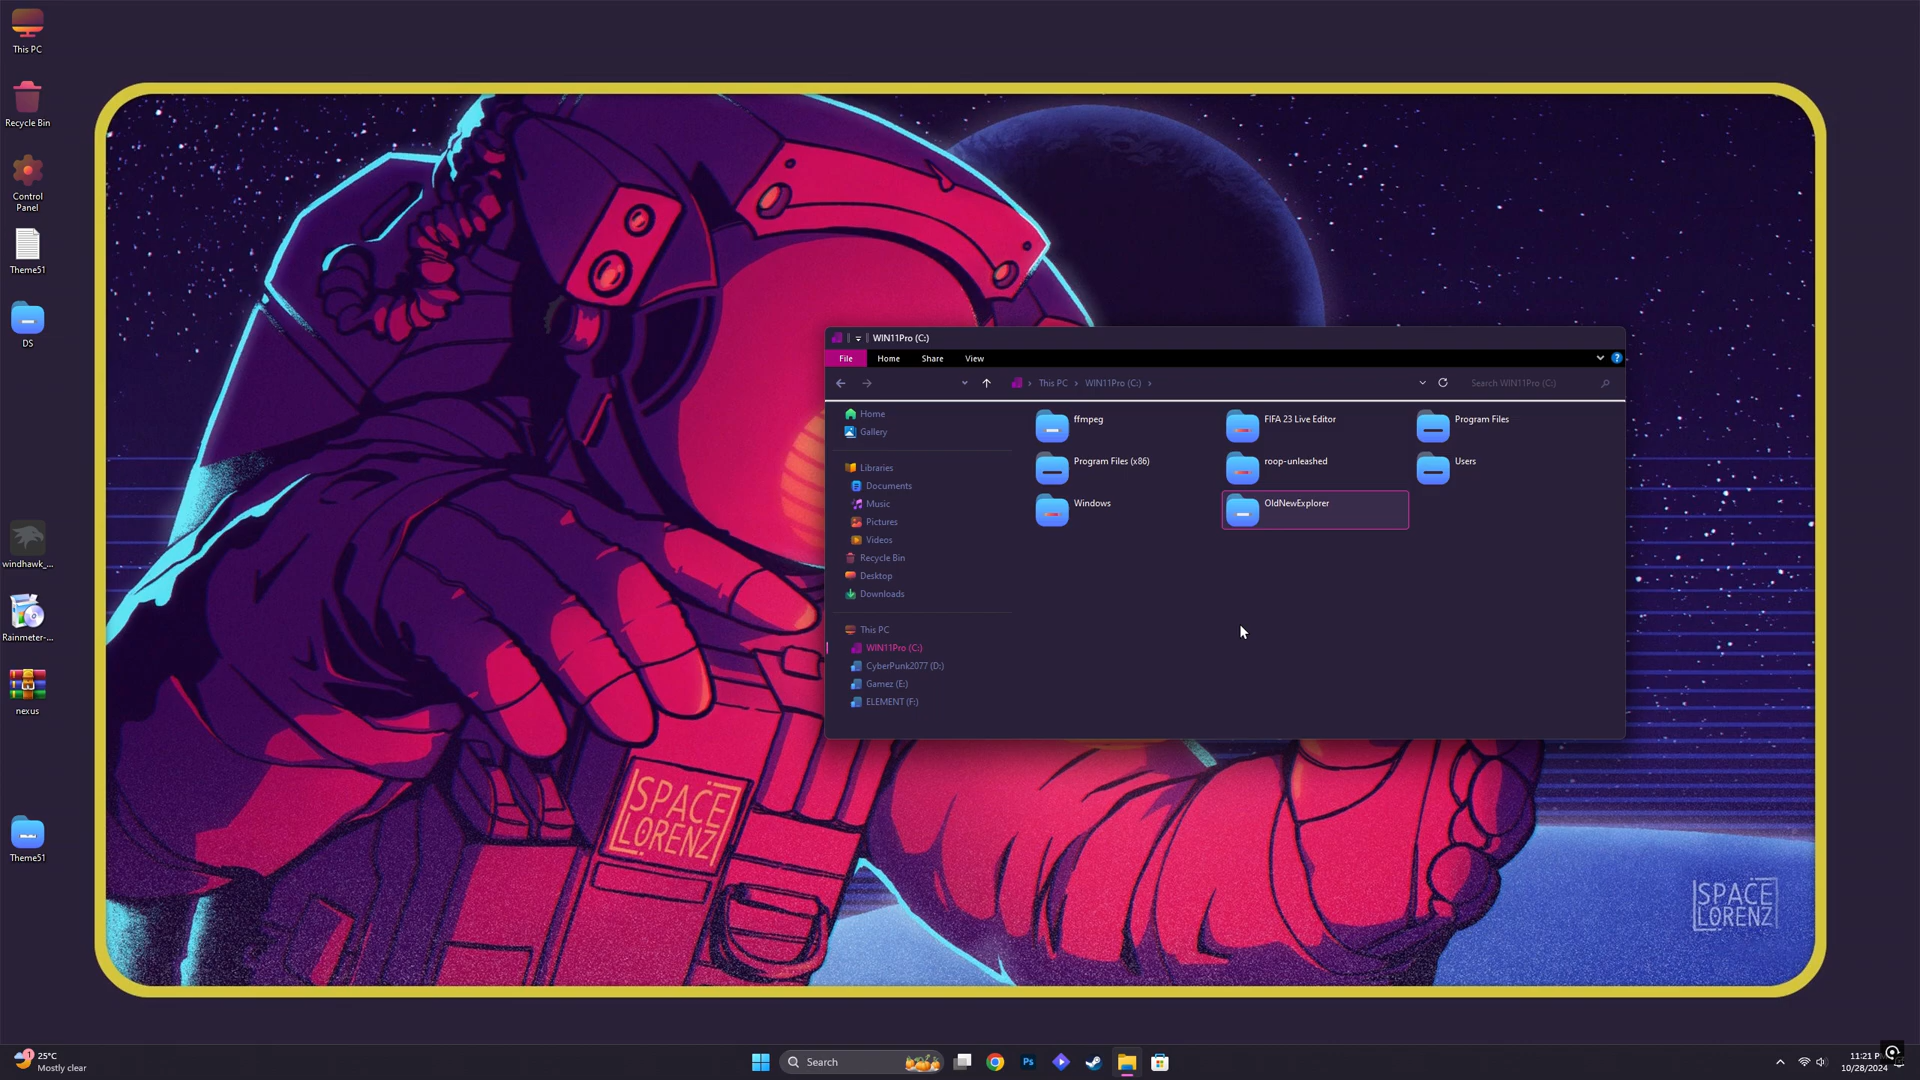 This PC
Recycle Bin
Control
Panel
Theme51
DS
windhawk_...
Rainmeter-...
nexus
Theme51
WIN11Pro (C:)
File Home Share View
This PC > WIN11Pro (C:) >
Search WIN11Pro (C:)
Home
Gallery
Libraries
Documents
Music
Pictures
Videos
Recycle Bin
Desktop
Downloads
This PC
WIN11Pro (C:)
CyberPunk2077 (D:)
Gamez (E:)
ELEMENT (F:)
ffmpeg
FIFA 23 Live Editor
Program Files
Program Files (x86)
roop-unleashed
Users
Windows
OldNewExplorer
SPACE
LORENZ
SPACE
LORENZ
1
25°C
Mostly clear
Search
Ps
11:21
10/28/2024